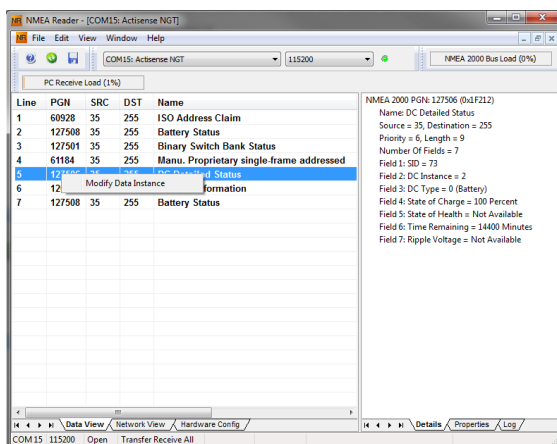 NMEA Reader - [COM15: Actisense NGT]
File Edit View Window Help
COM15: Actisense NGT 115200 NMEA 2000 Bus Load (0%)
PC Receive Load (1%)
Line PGN SRC DST Name
1 60928 35 255 ISO Address Claim
2 127508 35 255 Battery Status
3 127501 35 255 Binary Switch Bank Status
4 61184 35 255 Manu. Proprietary single-frame addressed
5 127506 35 255 DC Detailed Status
Modify Data Instance
6 formation
7 127508 35 255 Battery Status
NMEA 2000 PGN: 127506 (0x1F212)
Name: DC Detailed Status
Source = 35, Destination = 255
Priority = 6, Length = 9
Number Of Fields = 7
Field 1: SID = 73
Field 2: DC Instance = 2
Field 3: DC Type = 0 (Battery)
Field 4: State of Charge = 100 Percent
Field 5: State of Health = Not Available
Field 6: Time Remaining = 14400 Minutes
Field 7: Ripple Voltage = Not Available
Data View Network View Hardware Config
Details Properties Log
COM 15 115200 Open Transfer Receive All